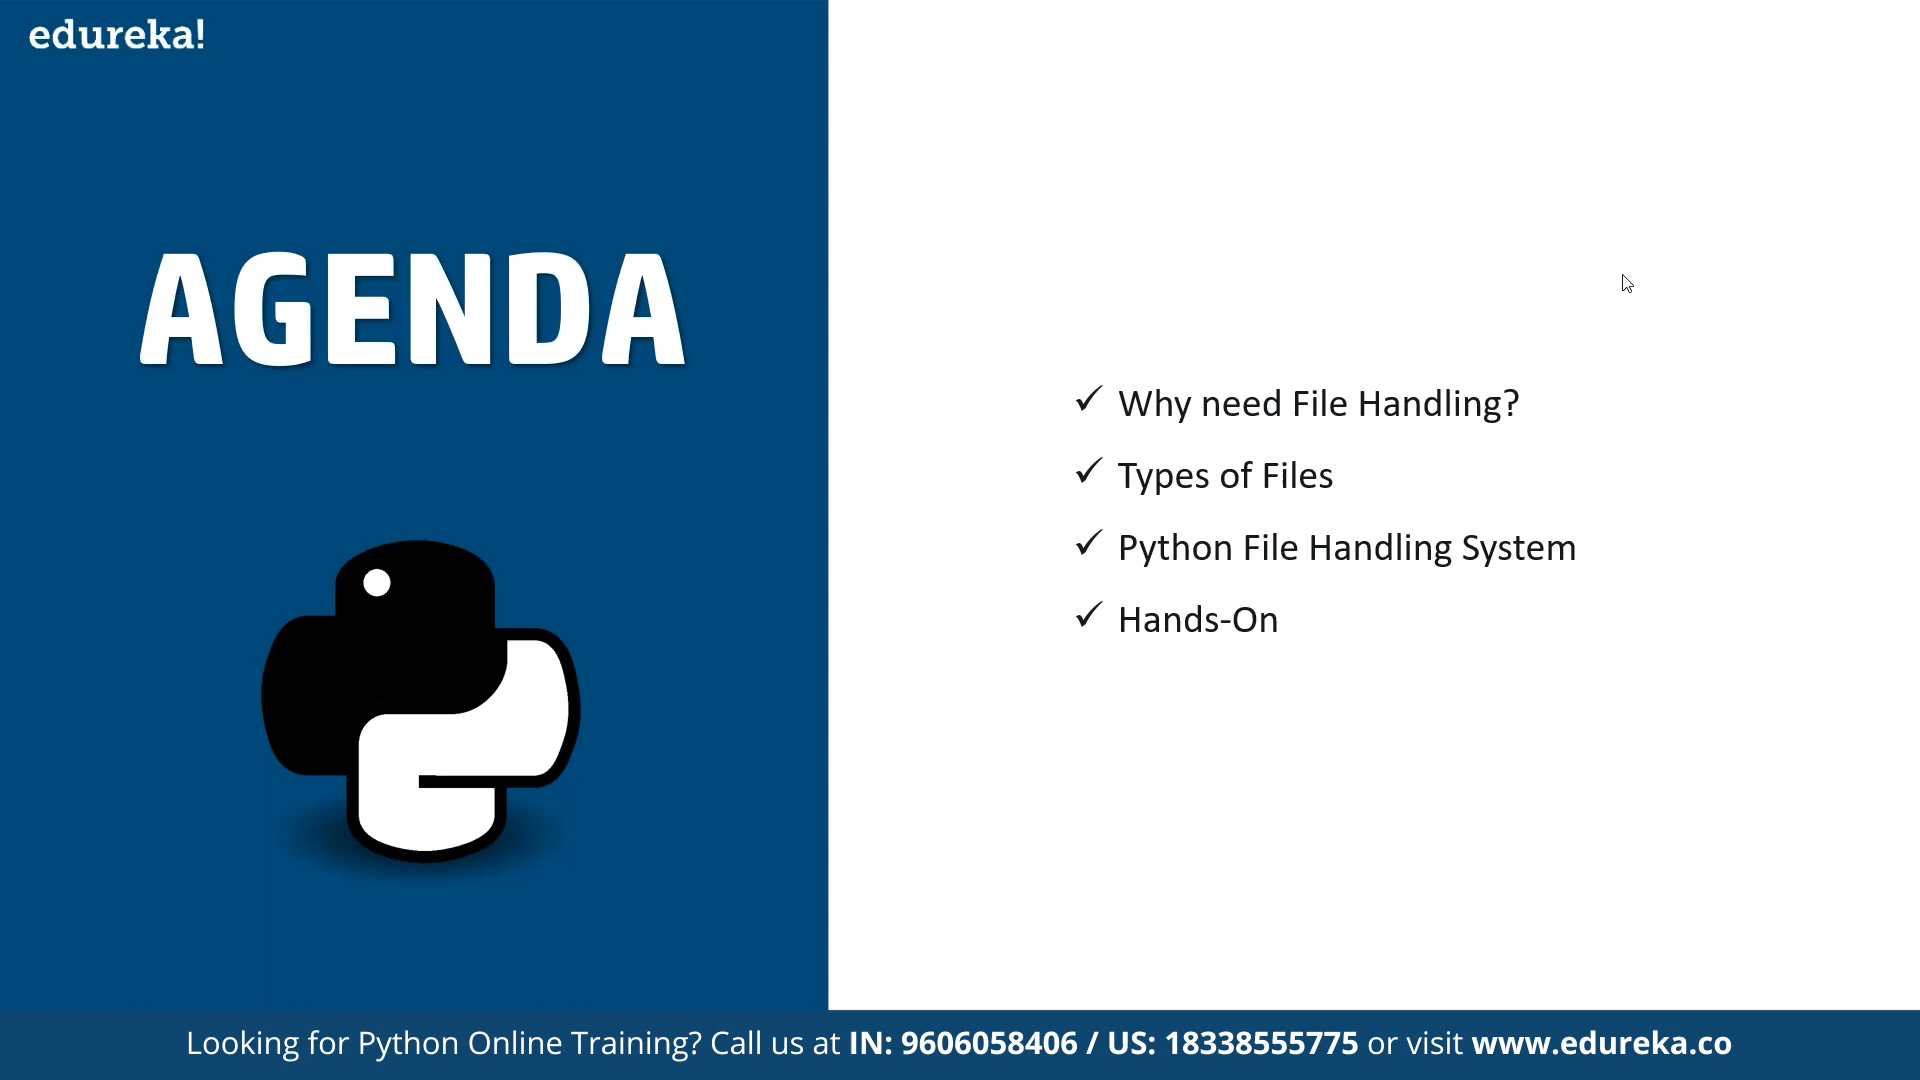 edureka!
AGENDA
✓ Why need File Handling?
✓ Types of Files
✓ Python File Handling System
✓ Hands-On
Looking for Python Online Training? Call us at IN: 9606058406 / US: 18338555775 or visit www.edureka.co